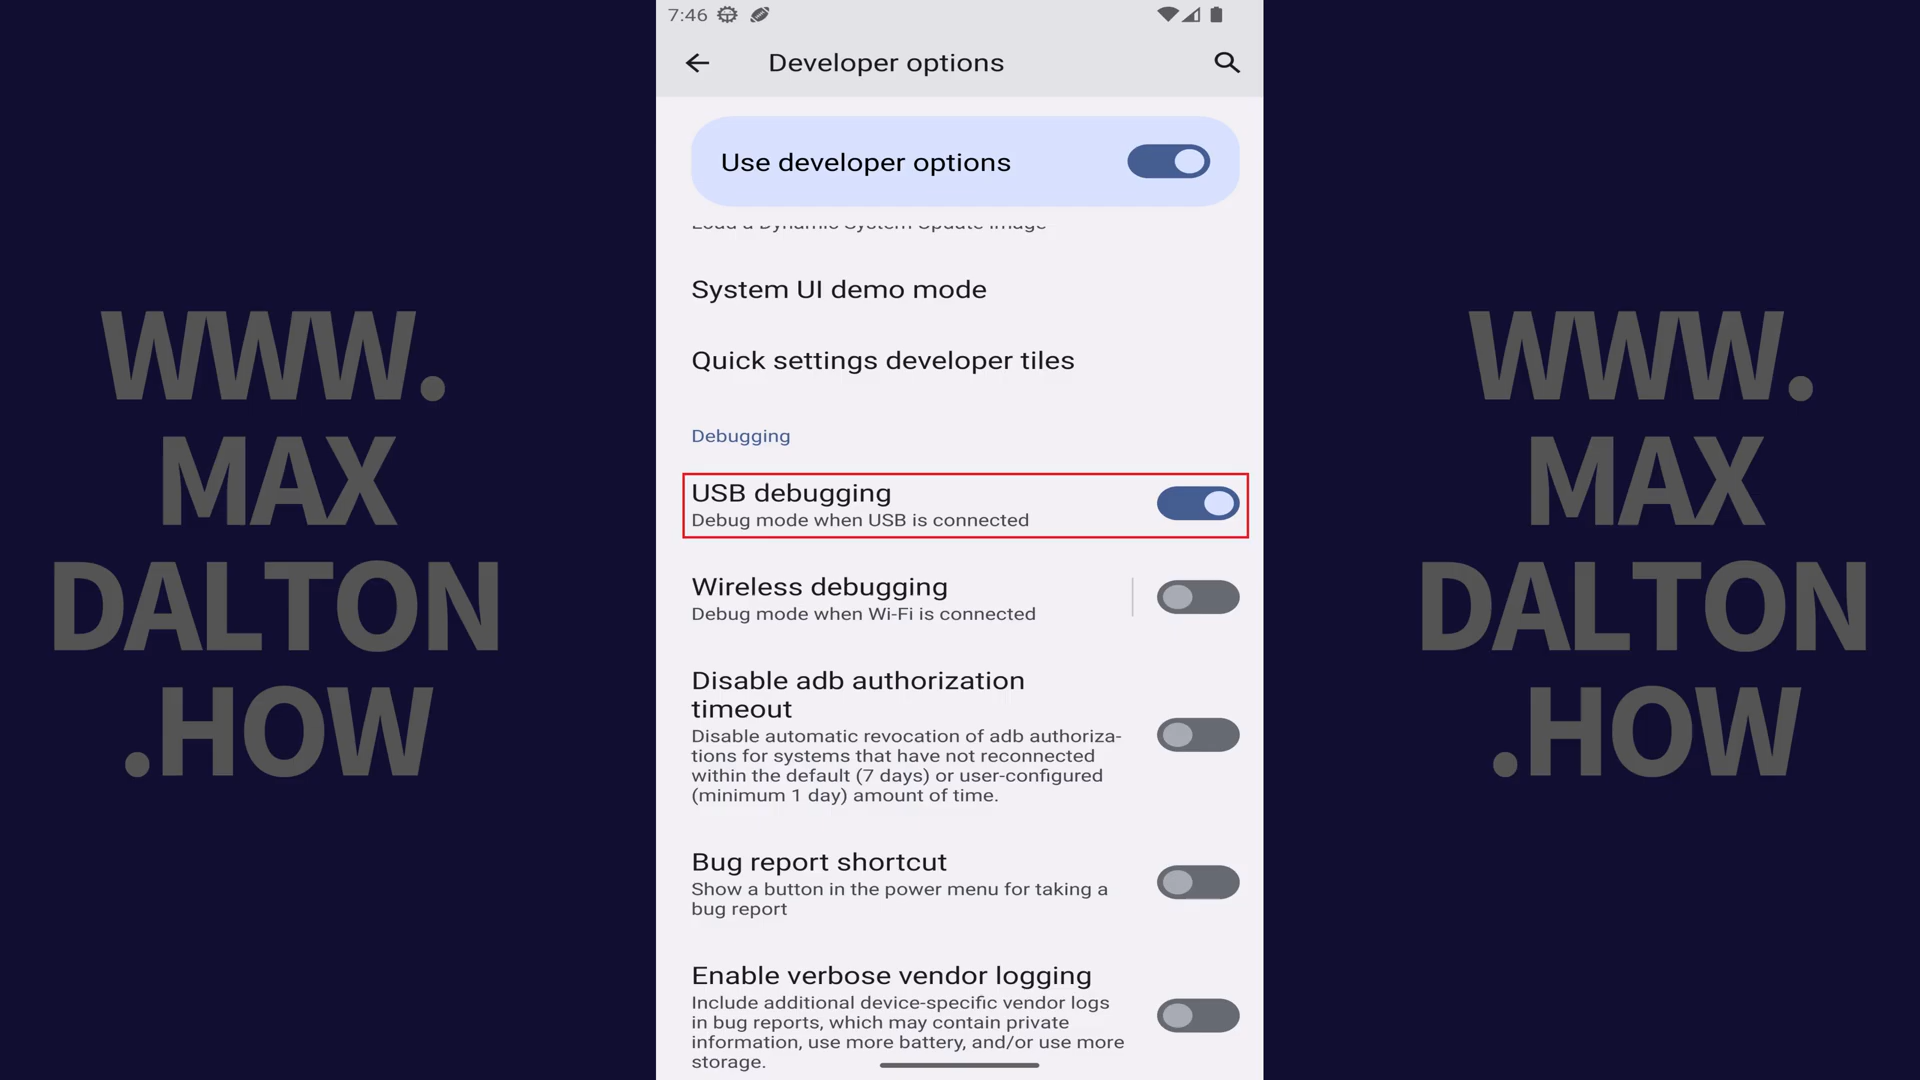 7:46
Developer options
Use developer options
Load a Dynamic System Update image
System UI demo mode
Quick settings developer tiles
Debugging
USB debugging
Debug mode when USB is connected
Wireless debugging
Debug mode when Wi-Fi is connected
Disable adb authorization
timeout
Disable automatic revocation of adb authoriza-
tions for systems that have not reconnected
within the default (7 days) or user-configured
(minimum 1 day) amount of time.
Bug report shortcut
Show a button in the power menu for taking a
bug report
Enable verbose vendor logging
Include additional device-specific vendor logs
in bug reports, which may contain private
information, use more battery, and/or use more
storage.
WWW.
MAX
DALTON
.HOW
WWW.
MAX
DALTON
.HOW